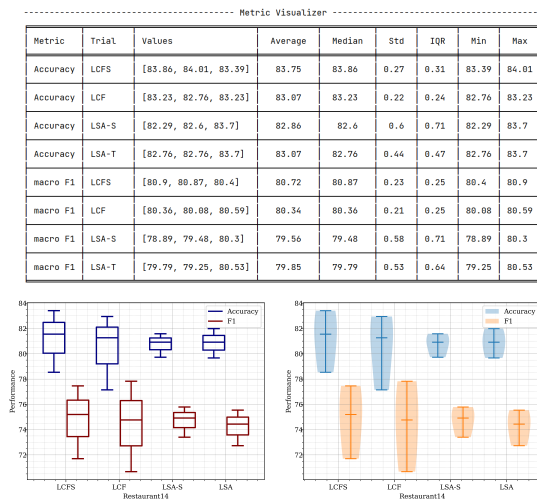 Metric Visualizer
Metric Trial Values Average Median Std IQR Min Max
Accuracy LCFS [83.86, 84.01, 83.39] 83.75 83.86 0.27 0.31 83.39 84.01
Accuracy LCF [83.23, 82.76, 83.23] 83.07 83.23 0.22 0.24 82.76 83.23
Accuracy LSA-S [82.29, 82.6, 83.7] 82.86 82.6 0.6 0.71 82.29 83.7
Accuracy LSA-T [82.76, 82.76, 83.7] 83.07 82.76 0.44 0.47 82.76 83.7
macro F1 LCFS [80.9, 80.87, 80.4] 80.72 80.87 0.23 0.25 80.4 80.9
macro F1 LCF [80.36, 80.08, 80.59] 80.34 80.36 0.21 0.25 80.08 80.59
macro F1 LSA-S [78.89, 79.48, 80.3] 79.56 79.48 0.58 0.71 78.89 80.3
macro F1 LSA-T [79.79, 79.25, 80.53] 79.85 79.79 0.53 0.64 79.25 80.53
84
82
80
78
76
74
72
Performance
Accuracy
F1
LCFS LCF LSA-S LSA
Restaurant14
84
82
80
78
76
74
72
Performance
Accuracy
F1
LCFS LCF LSA-S LSA
Restaurant14